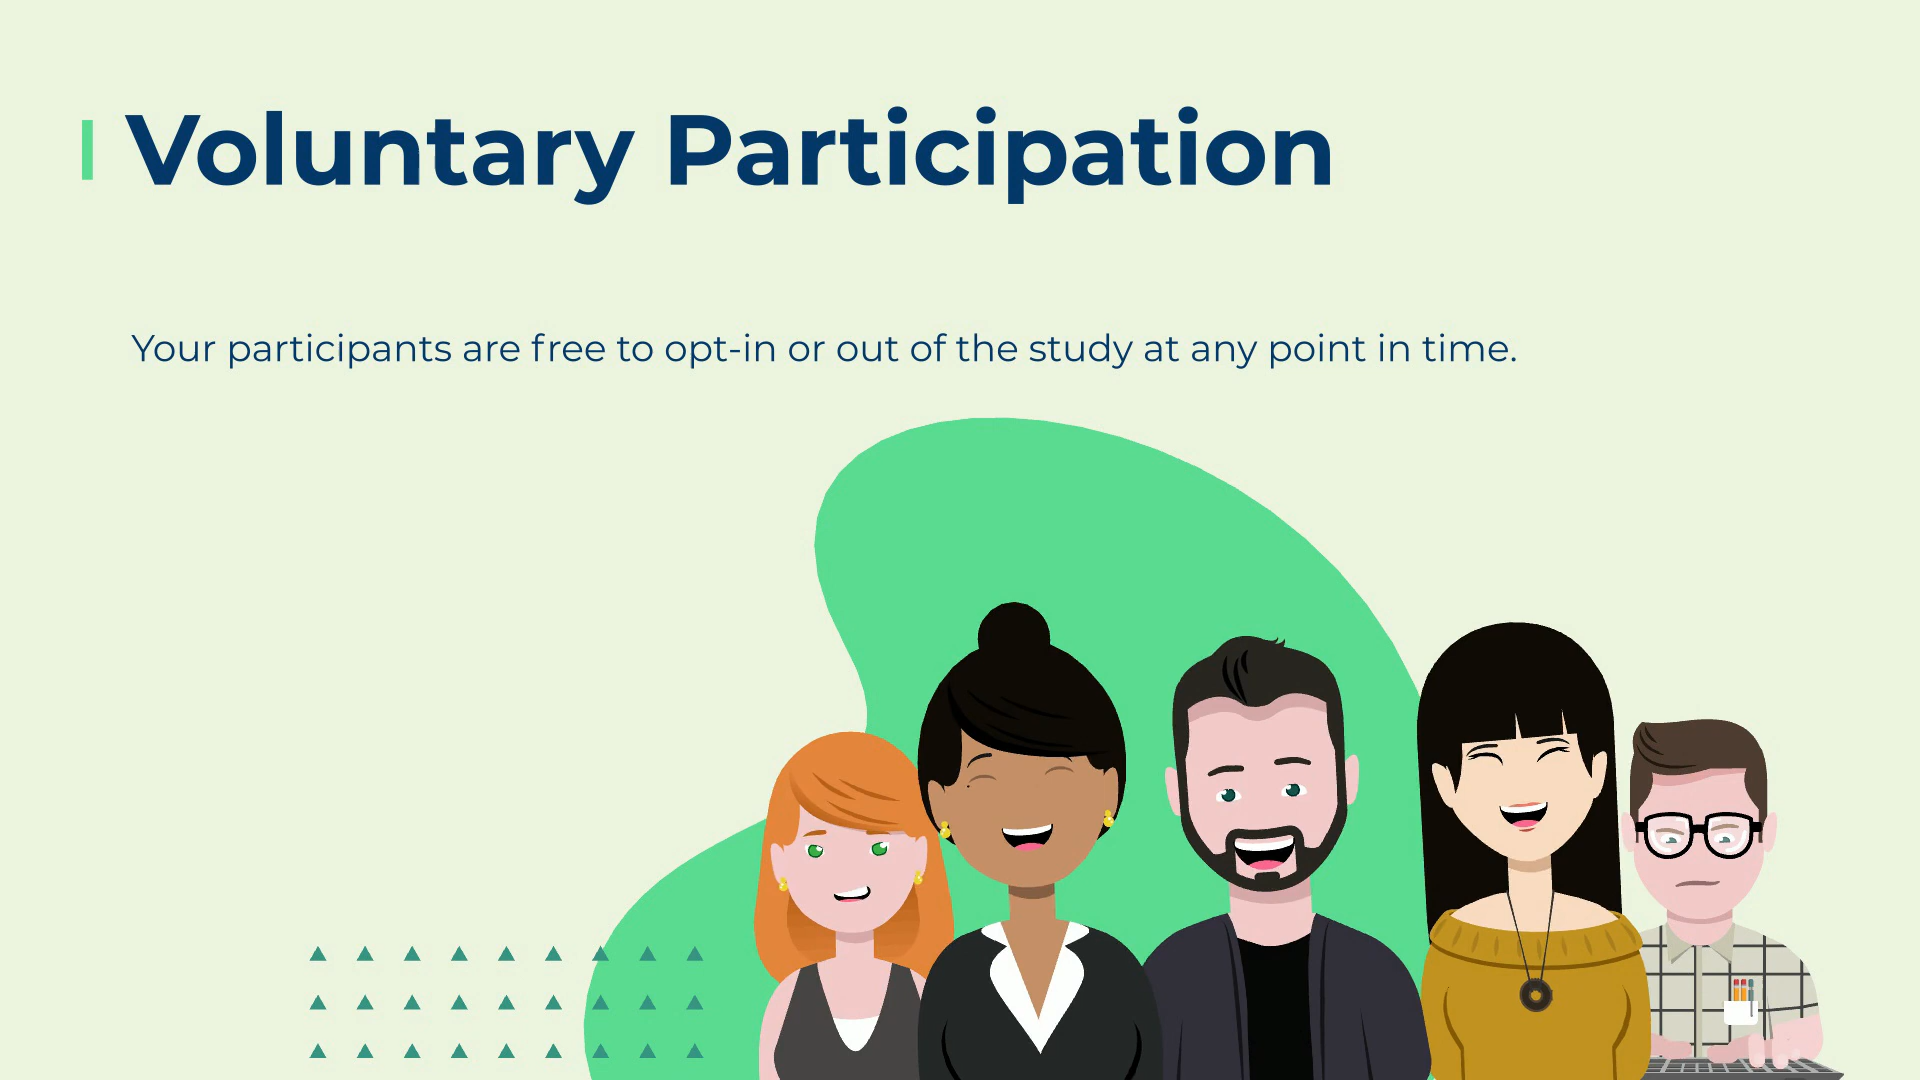 Voluntary Participation
Your participants are free to opt-in or out of the study at any point in time.